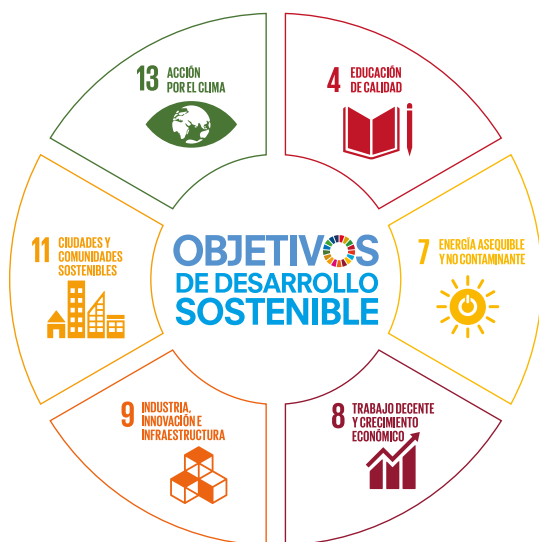 13 ACCIÓN
POR EL CLIMA
4 EDUCACIÓN
DE CALIDAD
11 CIUDADES Y
COMUNIDADES
SOSTENIBLES
OBJETIVOS
DE DESARROLLO
SOSTENIBLE
7 ENERGÍA ASEQUIBLE
Y NO CONTAMINANTE
9 INDUSTRIA,
INNOVACIÓN E
INFRAESTRUCTURA
8 TRABAJO DECENTE
Y CRECIMIENTO
ECONÓMICO